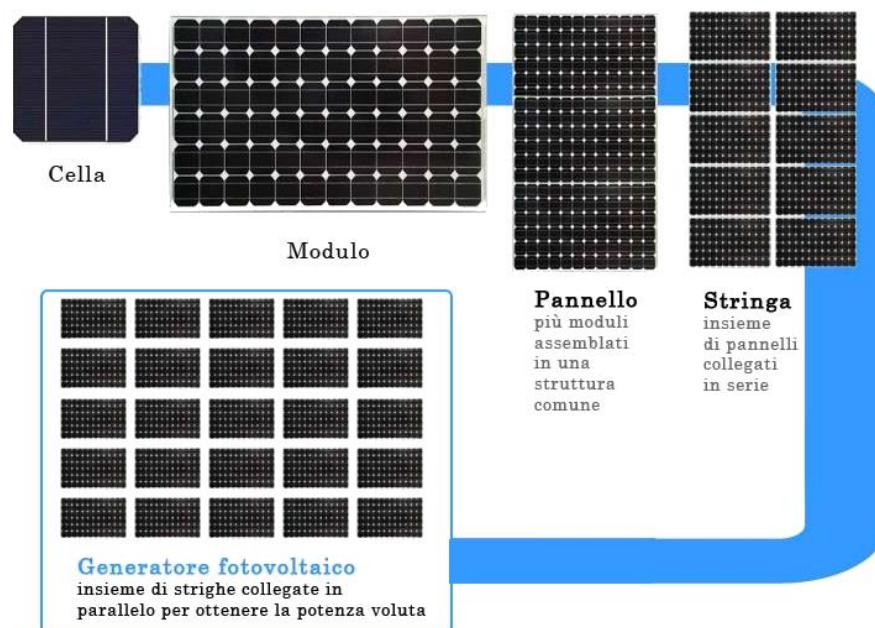 Cella
Modulo
Pannello
più moduli
assemblati
in una
struttura
comune
Stringa
insieme
di pannelli
collegati
in serie
Generatore fotovoltaico
insieme di strighe collegate in
parallelo per ottenere la potenza voluta